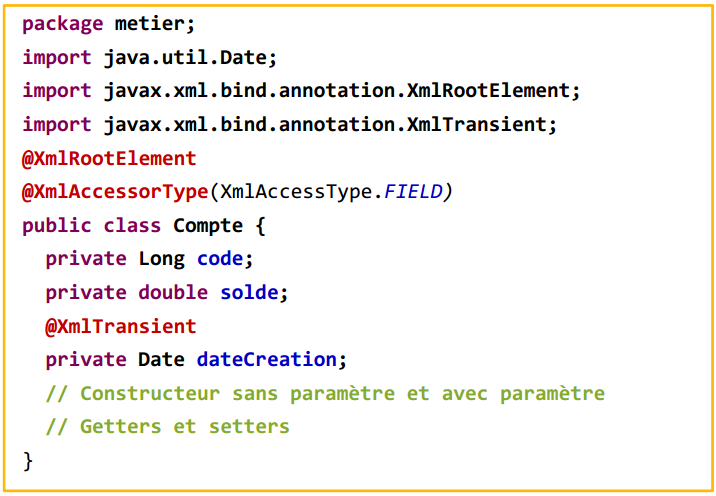 package metier;
import java.util.Date;
import javax.xml.bind.annotation.XmlRootElement;
import javax.xml.bind.annotation.XmlTransient;
@XmlRootElement
@XmlAccessorType(XmlAccessType.FIELD)
public class Compte {
private Long code;
private double solde;
@XmlTransient
private Date dateCreation;
// Constructeur sans paramètre et avec paramètre
// Getters et setters
}